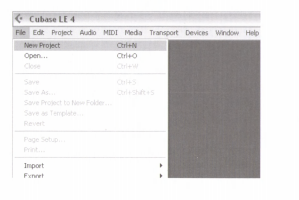 Cubase LE 4
File Edit Project Audio MIDI Media Transport Devices Window Help
New Project Ctrl+N
Open... Ctrl+O
Close Ctrl+W
Save Ctrl+S
Save As... Ctrl+Shift+S
Save Project to New Folder...
Save as Template...
Revert
Page Setup...
Print...
Import
Export